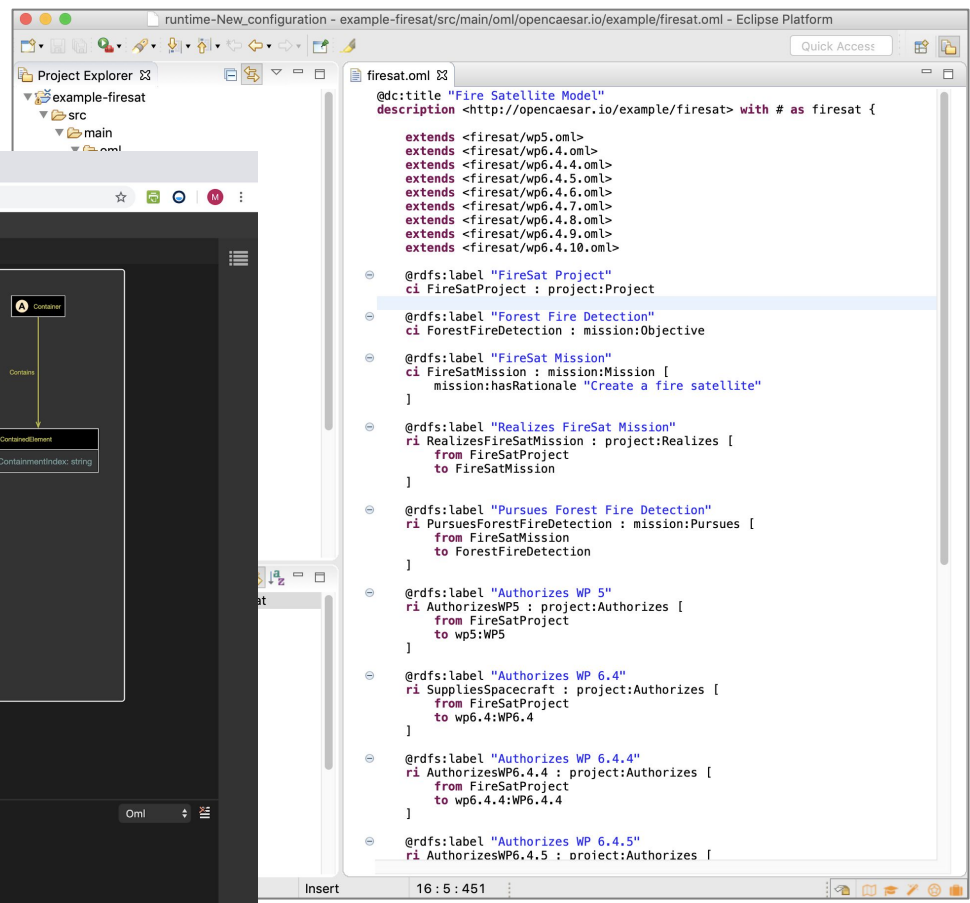 runtime-New_configuration - example-firesat/src/main/oml/opencaesar.io/example/firesat.oml - Eclipse Platform
Quick Access
Project Explorer
example-firesat
src
main
oml
M
A Container
Contains
ContainedElement
ContainmentIndex: string
at
Oml
firesat.oml
@dc:title "Fire Satellite Model"
description <http://opencaesar.io/example/firesat> with # as firesat {
extends <firesat/wp5.oml>
extends <firesat/wp6.4.oml>
extends <firesat/wp6.4.4.oml>
extends <firesat/wp6.4.5.oml>
extends <firesat/wp6.4.6.oml>
extends <firesat/wp6.4.7.oml>
extends <firesat/wp6.4.8.oml>
extends <firesat/wp6.4.9.oml>
extends <firesat/wp6.4.10.oml>
@rdfs:label "FireSat Project"
ci FireSatProject : project:Project
@rdfs:label "Forest Fire Detection"
ci ForestFireDetection : mission:Objective
@rdfs:label "FireSat Mission"
ci FireSatMission : mission:Mission [
mission:hasRationale "Create a fire satellite"
]
@rdfs:label "Realizes FireSat Mission"
ri RealizesFireSatMission : project:Realizes [
from FireSatProject
to FireSatMission
]
@rdfs:label "Pursues Forest Fire Detection"
ri PursuesForestFireDetection : mission:Pursues [
from FireSatMission
to ForestFireDetection
]
@rdfs:label "Authorizes WP 5"
ri AuthorizesWP5 : project:Authorizes [
from FireSatProject
to wp5:WP5
]
@rdfs:label "Authorizes WP 6.4"
ri SuppliesSpacecraft : project:Authorizes [
from FireSatProject
to wp6.4:WP6.4
]
@rdfs:label "Authorizes WP 6.4.4"
ri AuthorizesWP6.4.4 : project:Authorizes [
from FireSatProject
to wp6.4.4:WP6.4.4
]
@rdfs:label "Authorizes WP 6.4.5"
ri AuthorizesWP6.4.5 : project:Authorizes [
Insert
16 : 5 : 451